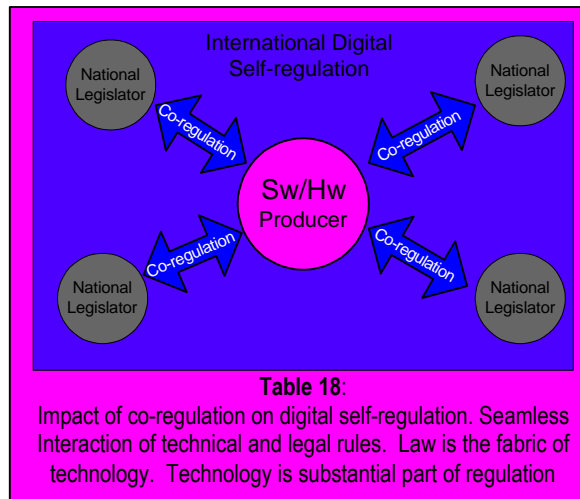 International Digital
Self-regulation
National
Legislator
National
Legislator
Co-regulation
Co-regulation
Sw/Hw
Producer
Co-regulation
Co-regulation
National
Legislator
National
Legislator
Table 18:
Impact of co-regulation on digital self-regulation. Seamless
Interaction of technical and legal rules. Law is the fabric of
technology. Technology is substantial part of regulation